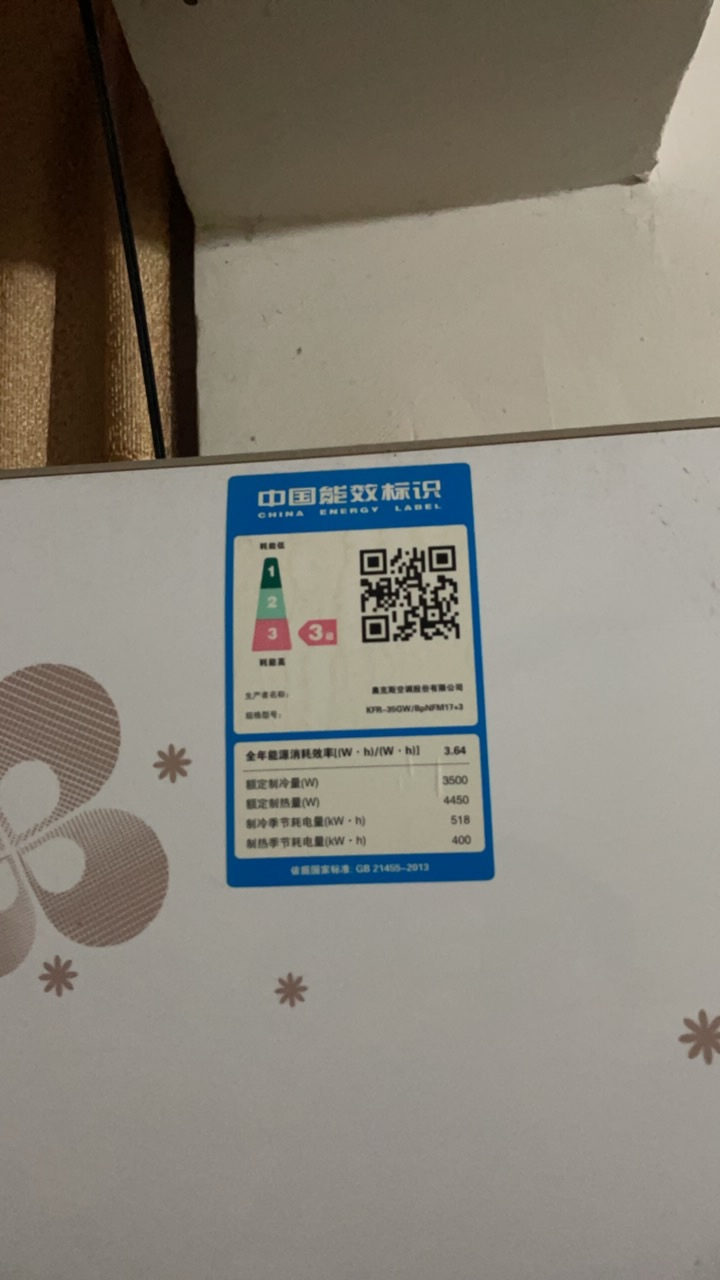 中国能效标识
CHINA ENERGY LABEL
耗能低
1
2
3
3级
耗能高
生产者名称:
奥克斯空调股份有限公司
规格型号:
KFR-35GW/BpNFM17+3
全年能源消耗效率[(W·h)/(W·h)] 3.64
额定制冷量(W) 3500
额定制热量(W) 4450
制冷季节耗电量(kW·h) 518
制热季节耗电量(kW·h) 400
依据国家标准 GB 21455-2013